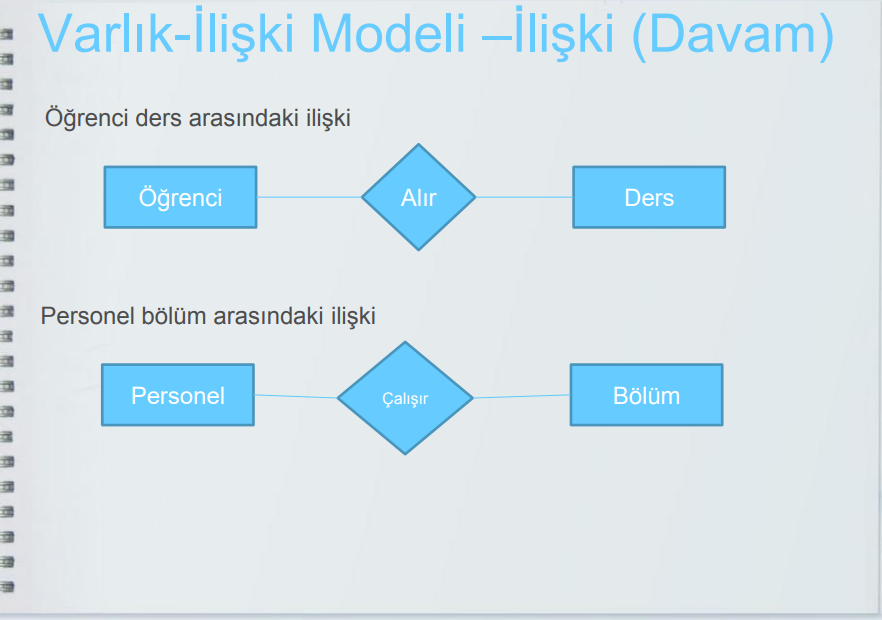 Varlık-İlişki Modeli –İlişki (Davam)
Öğrenci ders arasındaki ilişki
Öğrenci
Alır
Ders
Personel bölüm arasındaki ilişki
Personel
Çalışır
Bölüm